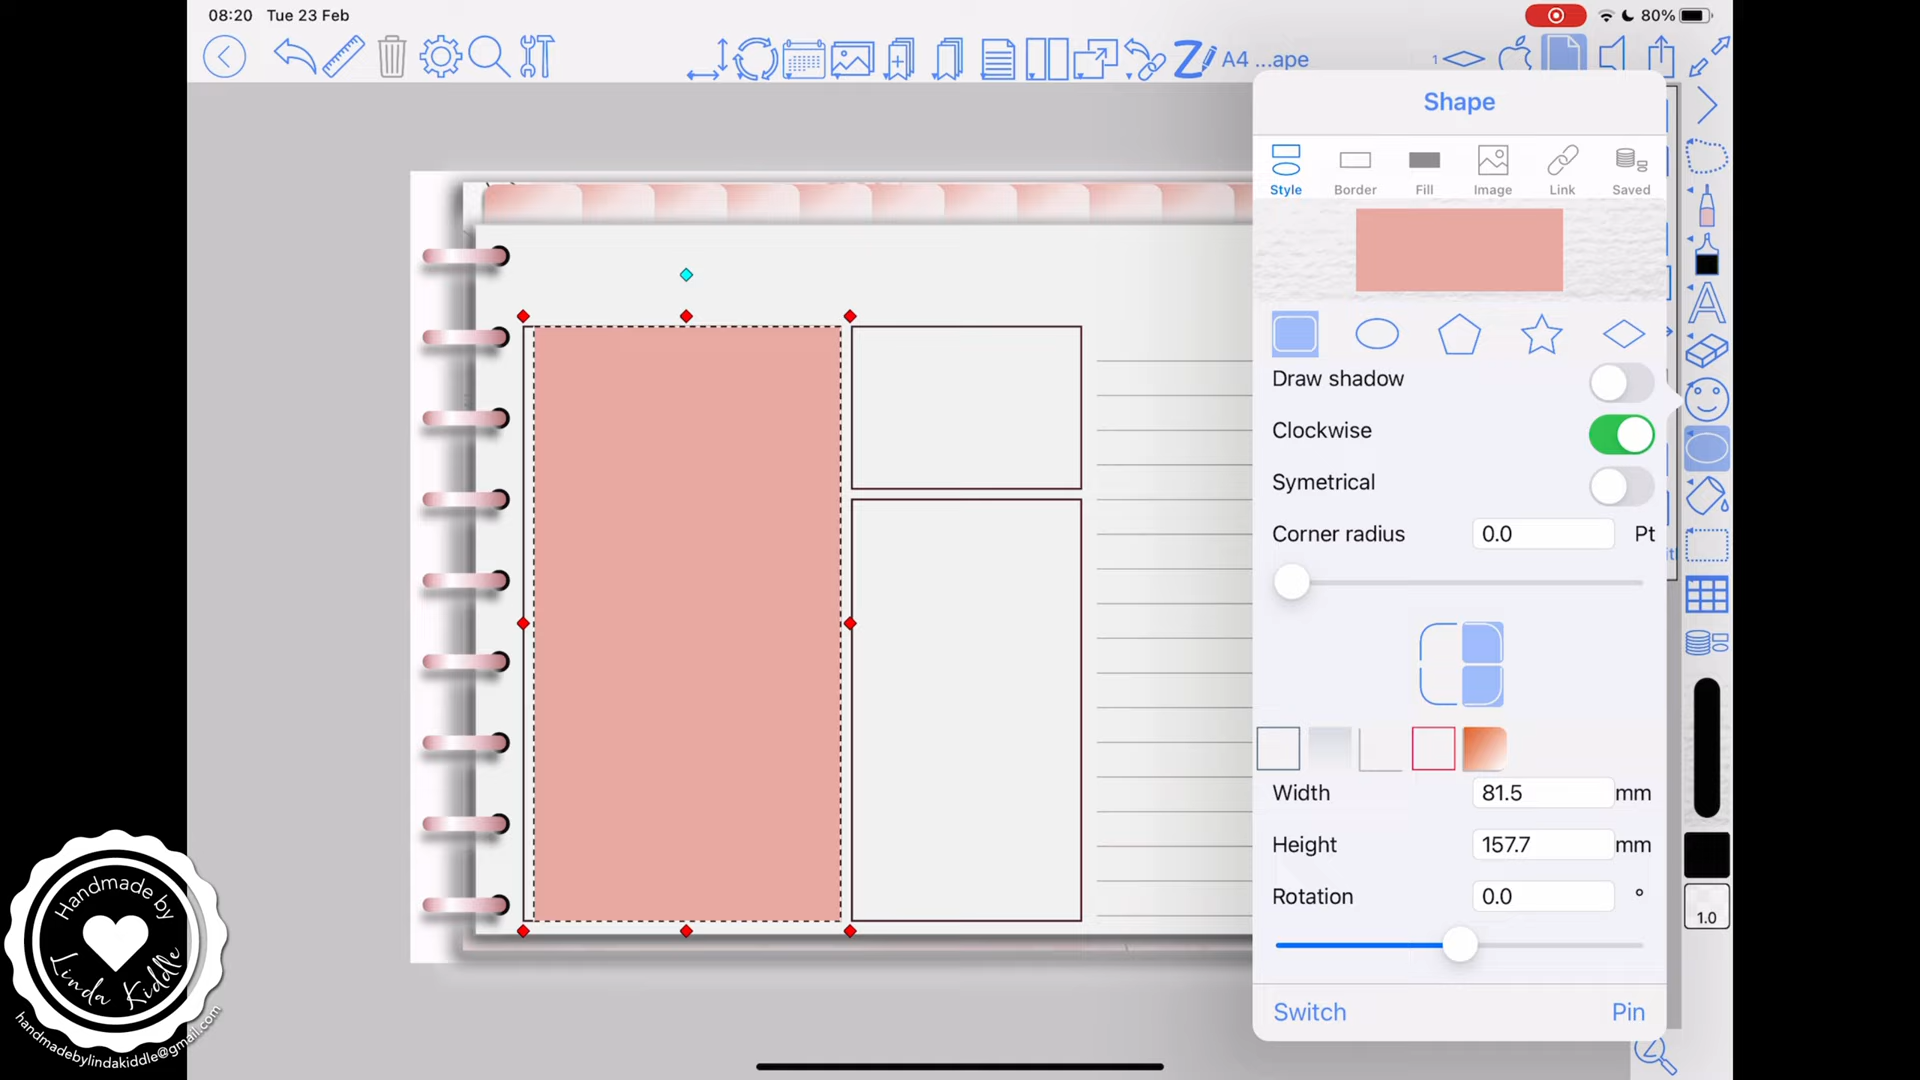 08:20 Tue 23 Feb
80%
A4 ...ape
1
Shape
Style Border Fill Image Link Saved
Draw shadow
Clockwise
Symetrical
Corner radius 0.0 Pt
Width 81.5 mm
Height 157.7 mm
Rotation 0.0 °
Switch Pin
1.0
Handmade by
Linda Kiddle
handmadebylindakiddle@gmail.com